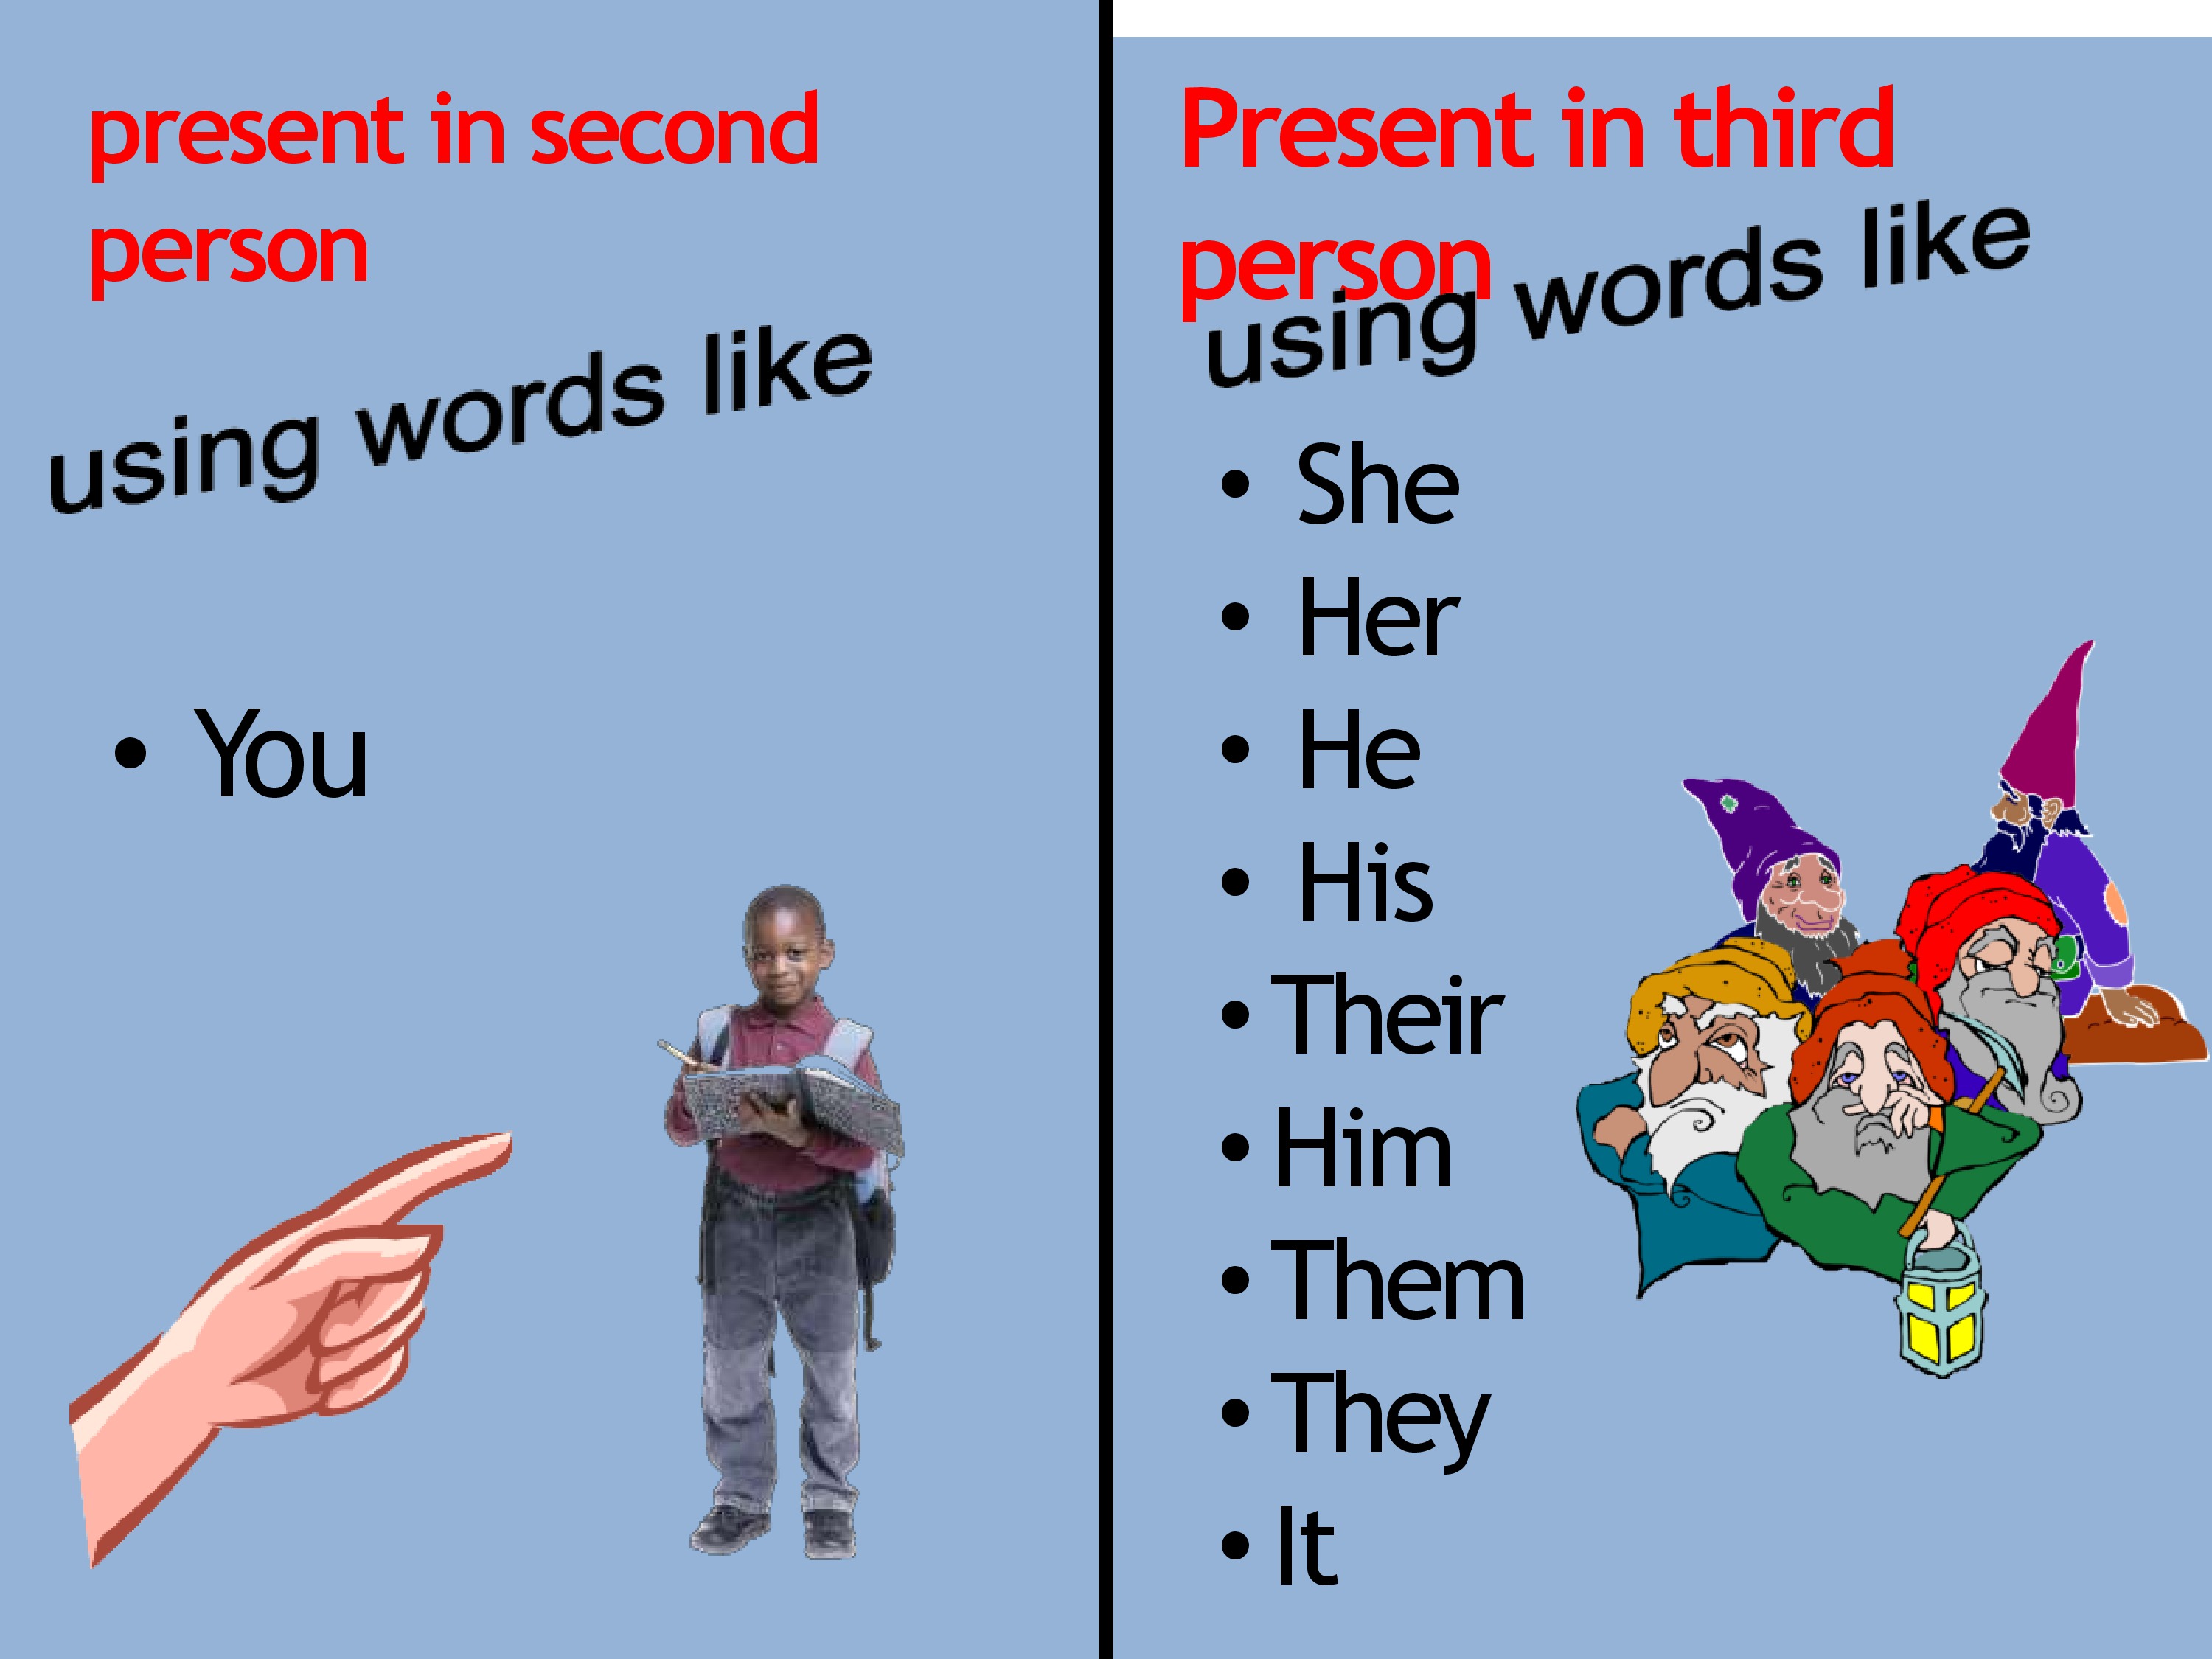 present in second
person
using words like
• You
Present in third
person
using words like
• She
• Her
• He
• His
• Their
• Him
• Them
• They
• It